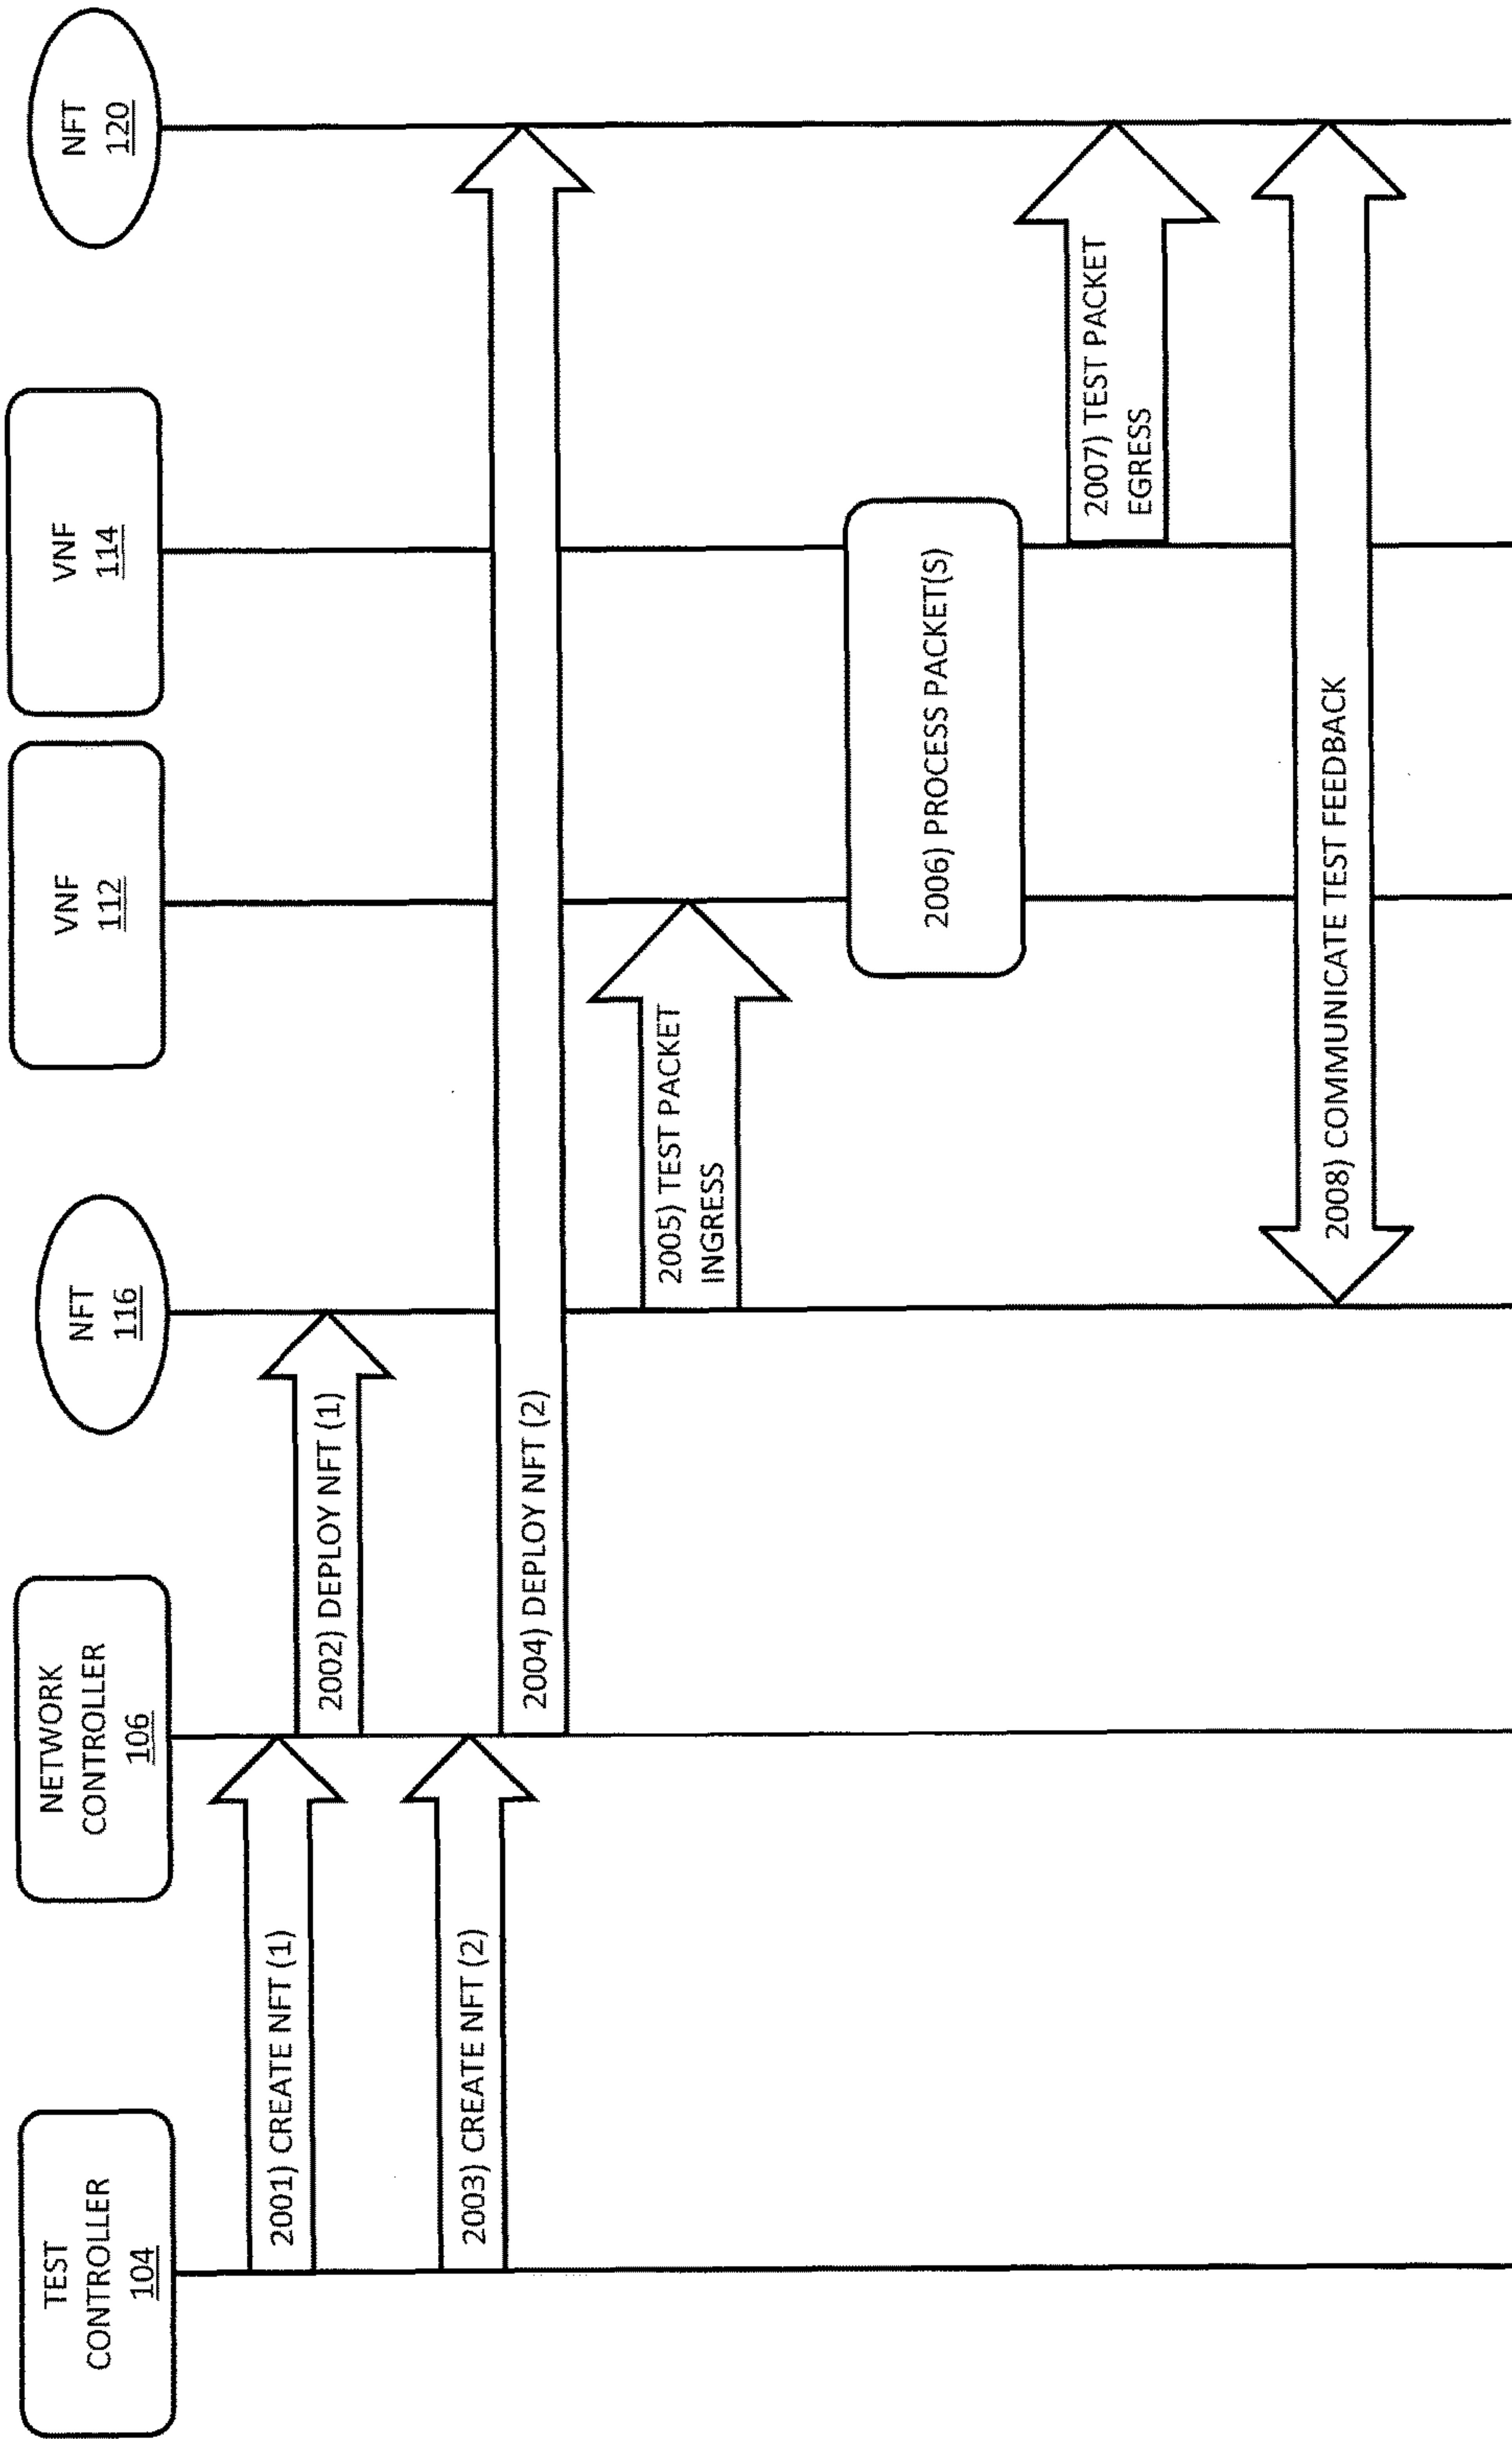 TEST
CONTROLLER
104
NETWORK
CONTROLLER
106
NFT
116
VNF
112
VNF
114
NFT
120
2001) CREATE NFT (1)
2002) DEPLOY NFT (1)
2003) CREATE NFT (2)
2004) DEPLOY NFT (2)
2005) TEST PACKET
INGRESS
2006) PROCESS PACKET(S)
2007) TEST PACKET
EGRESS
2008) COMMUNICATE TEST FEEDBACK